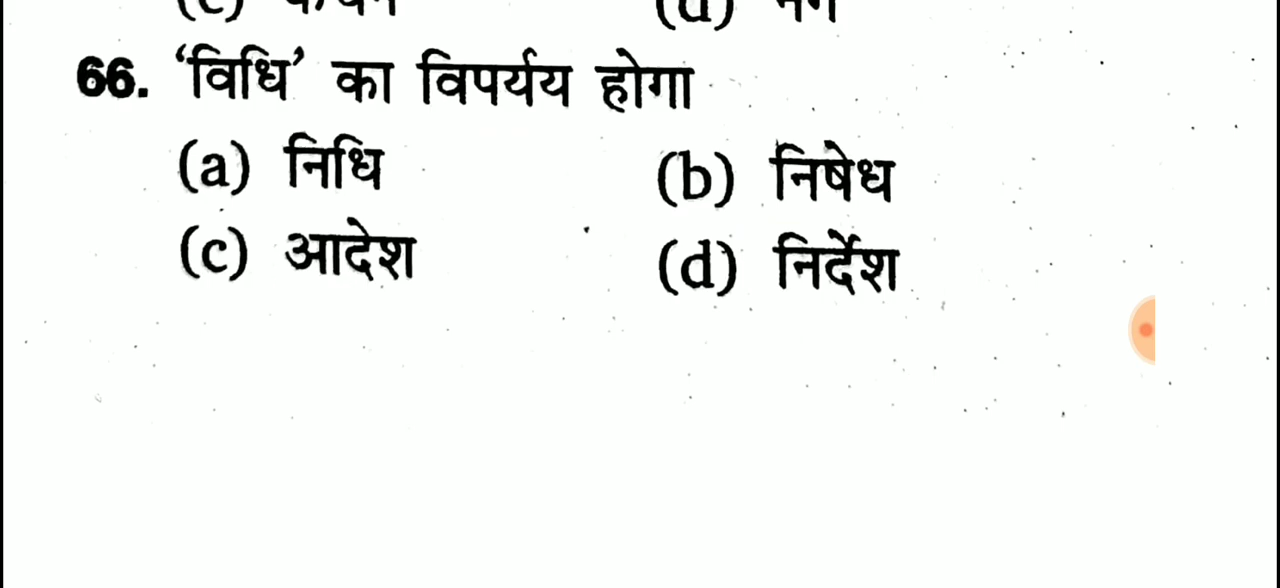 (c)
(d)
66. ‘विधि’ का विपर्यय होगा
(a) निधि (b) निषेध
(c) आदेश (d) निर्देश